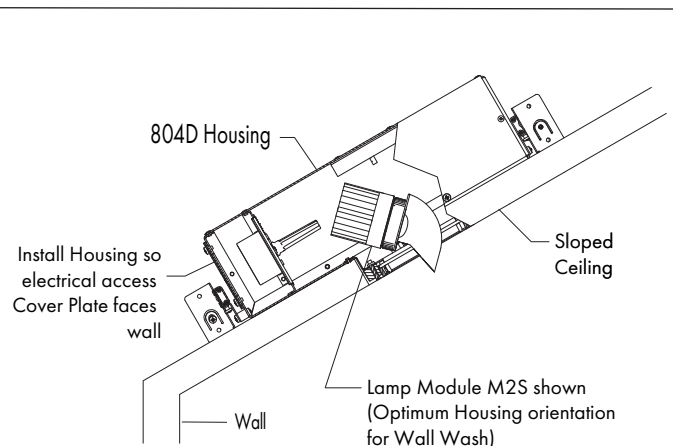 804D Housing
Install Housing so
electrical access
Cover Plate faces
wall
Sloped
Ceiling
Lamp Module M2S shown
(Optimum Housing orientation
for Wall Wash)
Wall